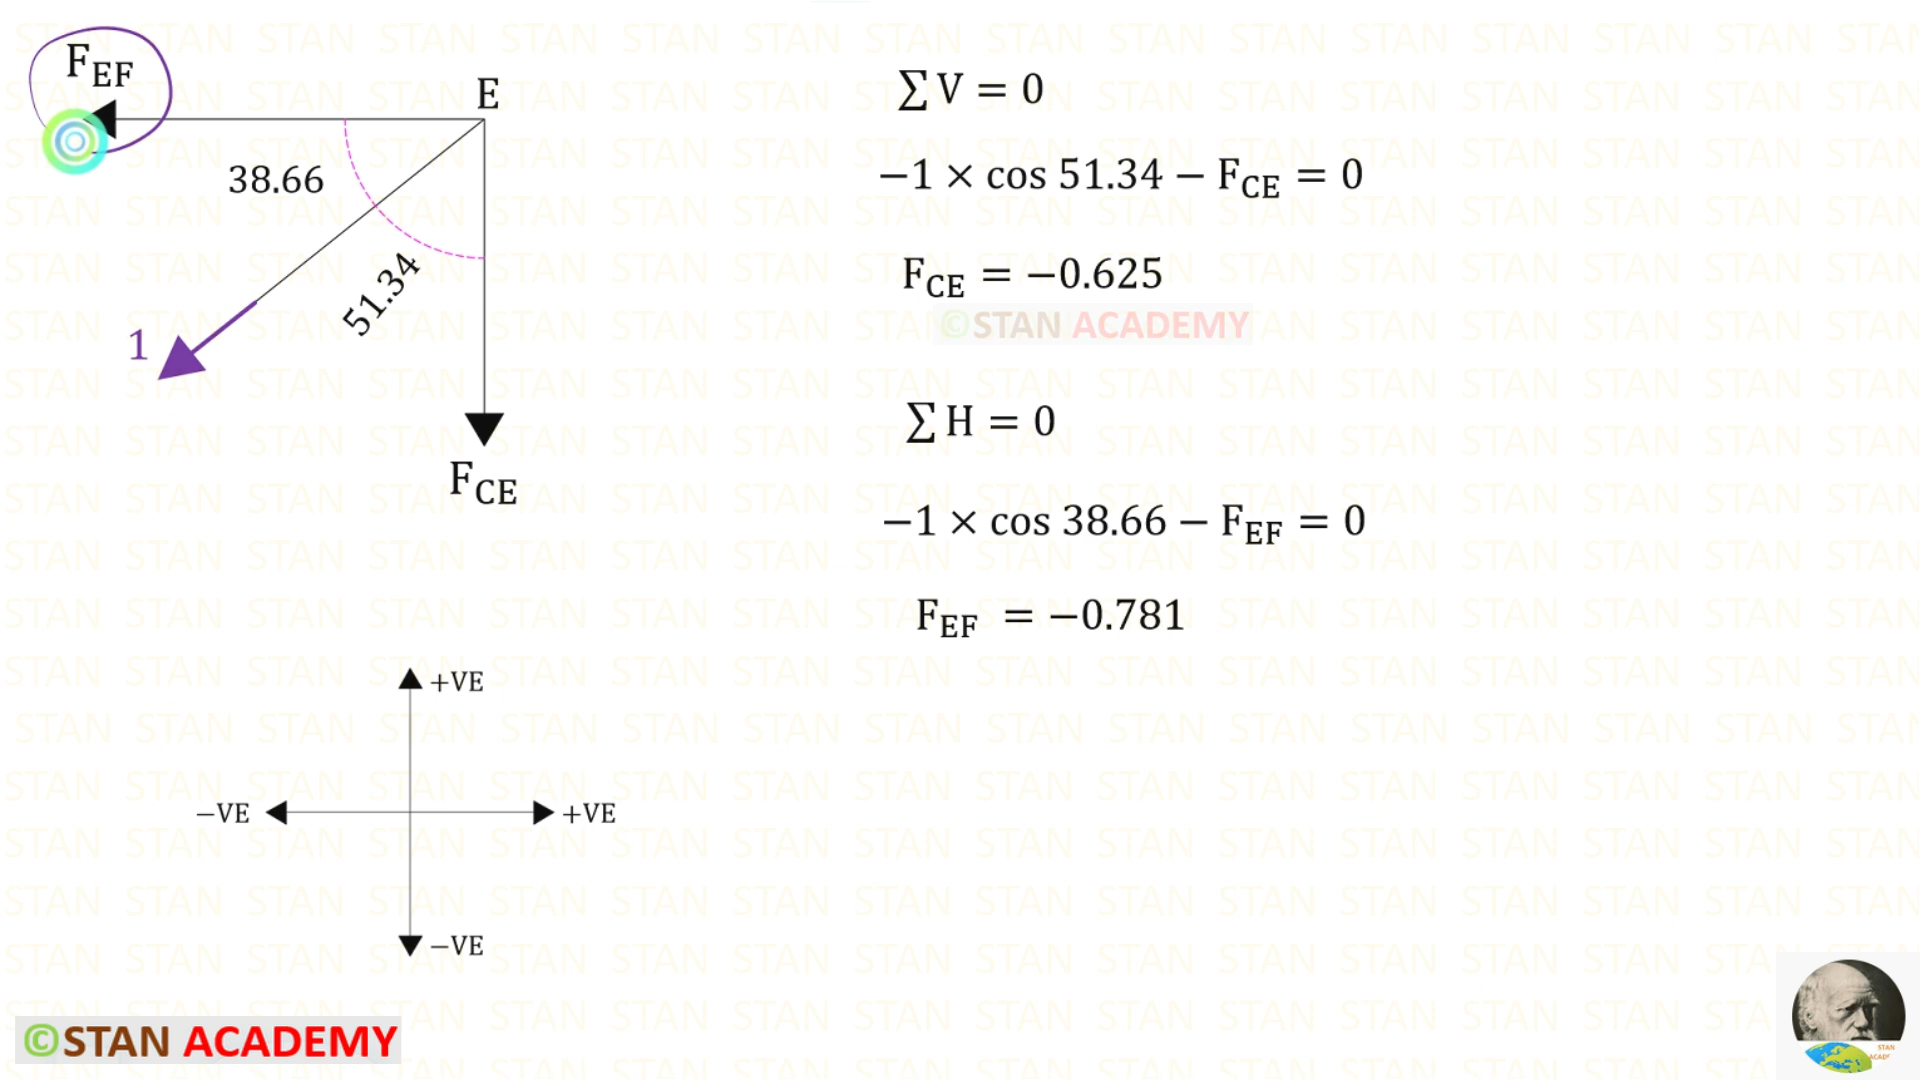 F_EF
E
38.66
51.34
1
F_CE
∑ V = 0
−1 × cos 51.34 − F_CE = 0
F_CE = −0.625
©STAN ACADEMY
∑ H = 0
−1 × cos 38.66 − F_EF = 0
F_EF = −0.781
+VE
−VE
+VE
−VE
©STAN ACADEMY
STAN